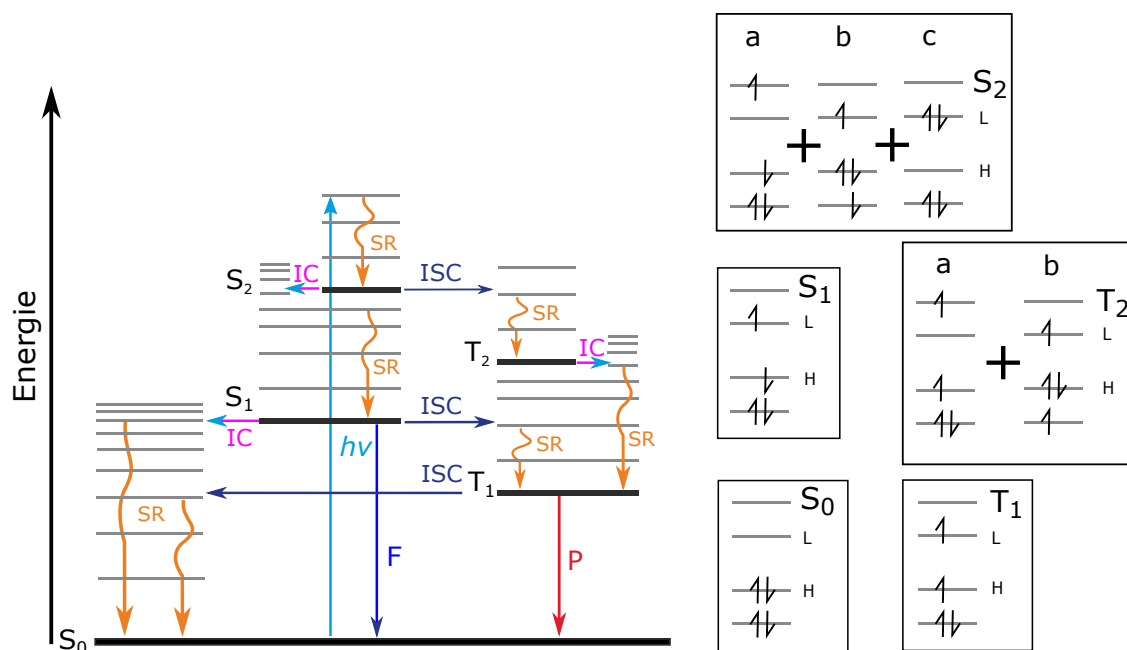 Energie
S2
IC
SR
ISC
SR
T2
IC
SR
S1
IC
SR
ISC
hν
SR
SR
ISC
T1
F
P
S0
a b c
S2
L
+ +
H
S1
L
H
a b
T2
L
+
H
S0
L
H
T1
L
H